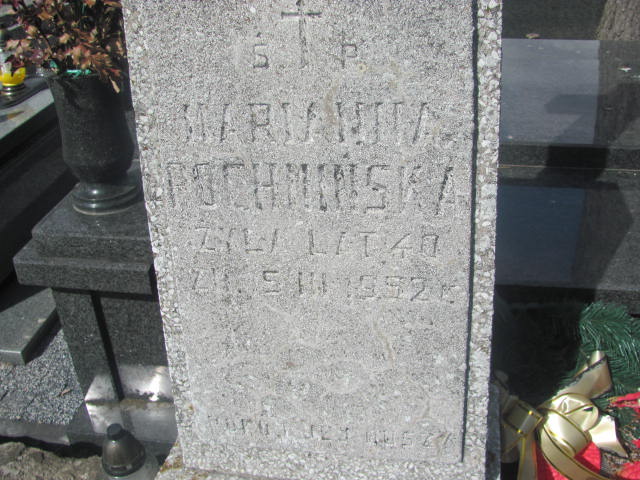 Ś. P.
MARIANNA
POCHMIŃSKA
ŻYŁA LAT 40
ZM. 5 III 1952 r.